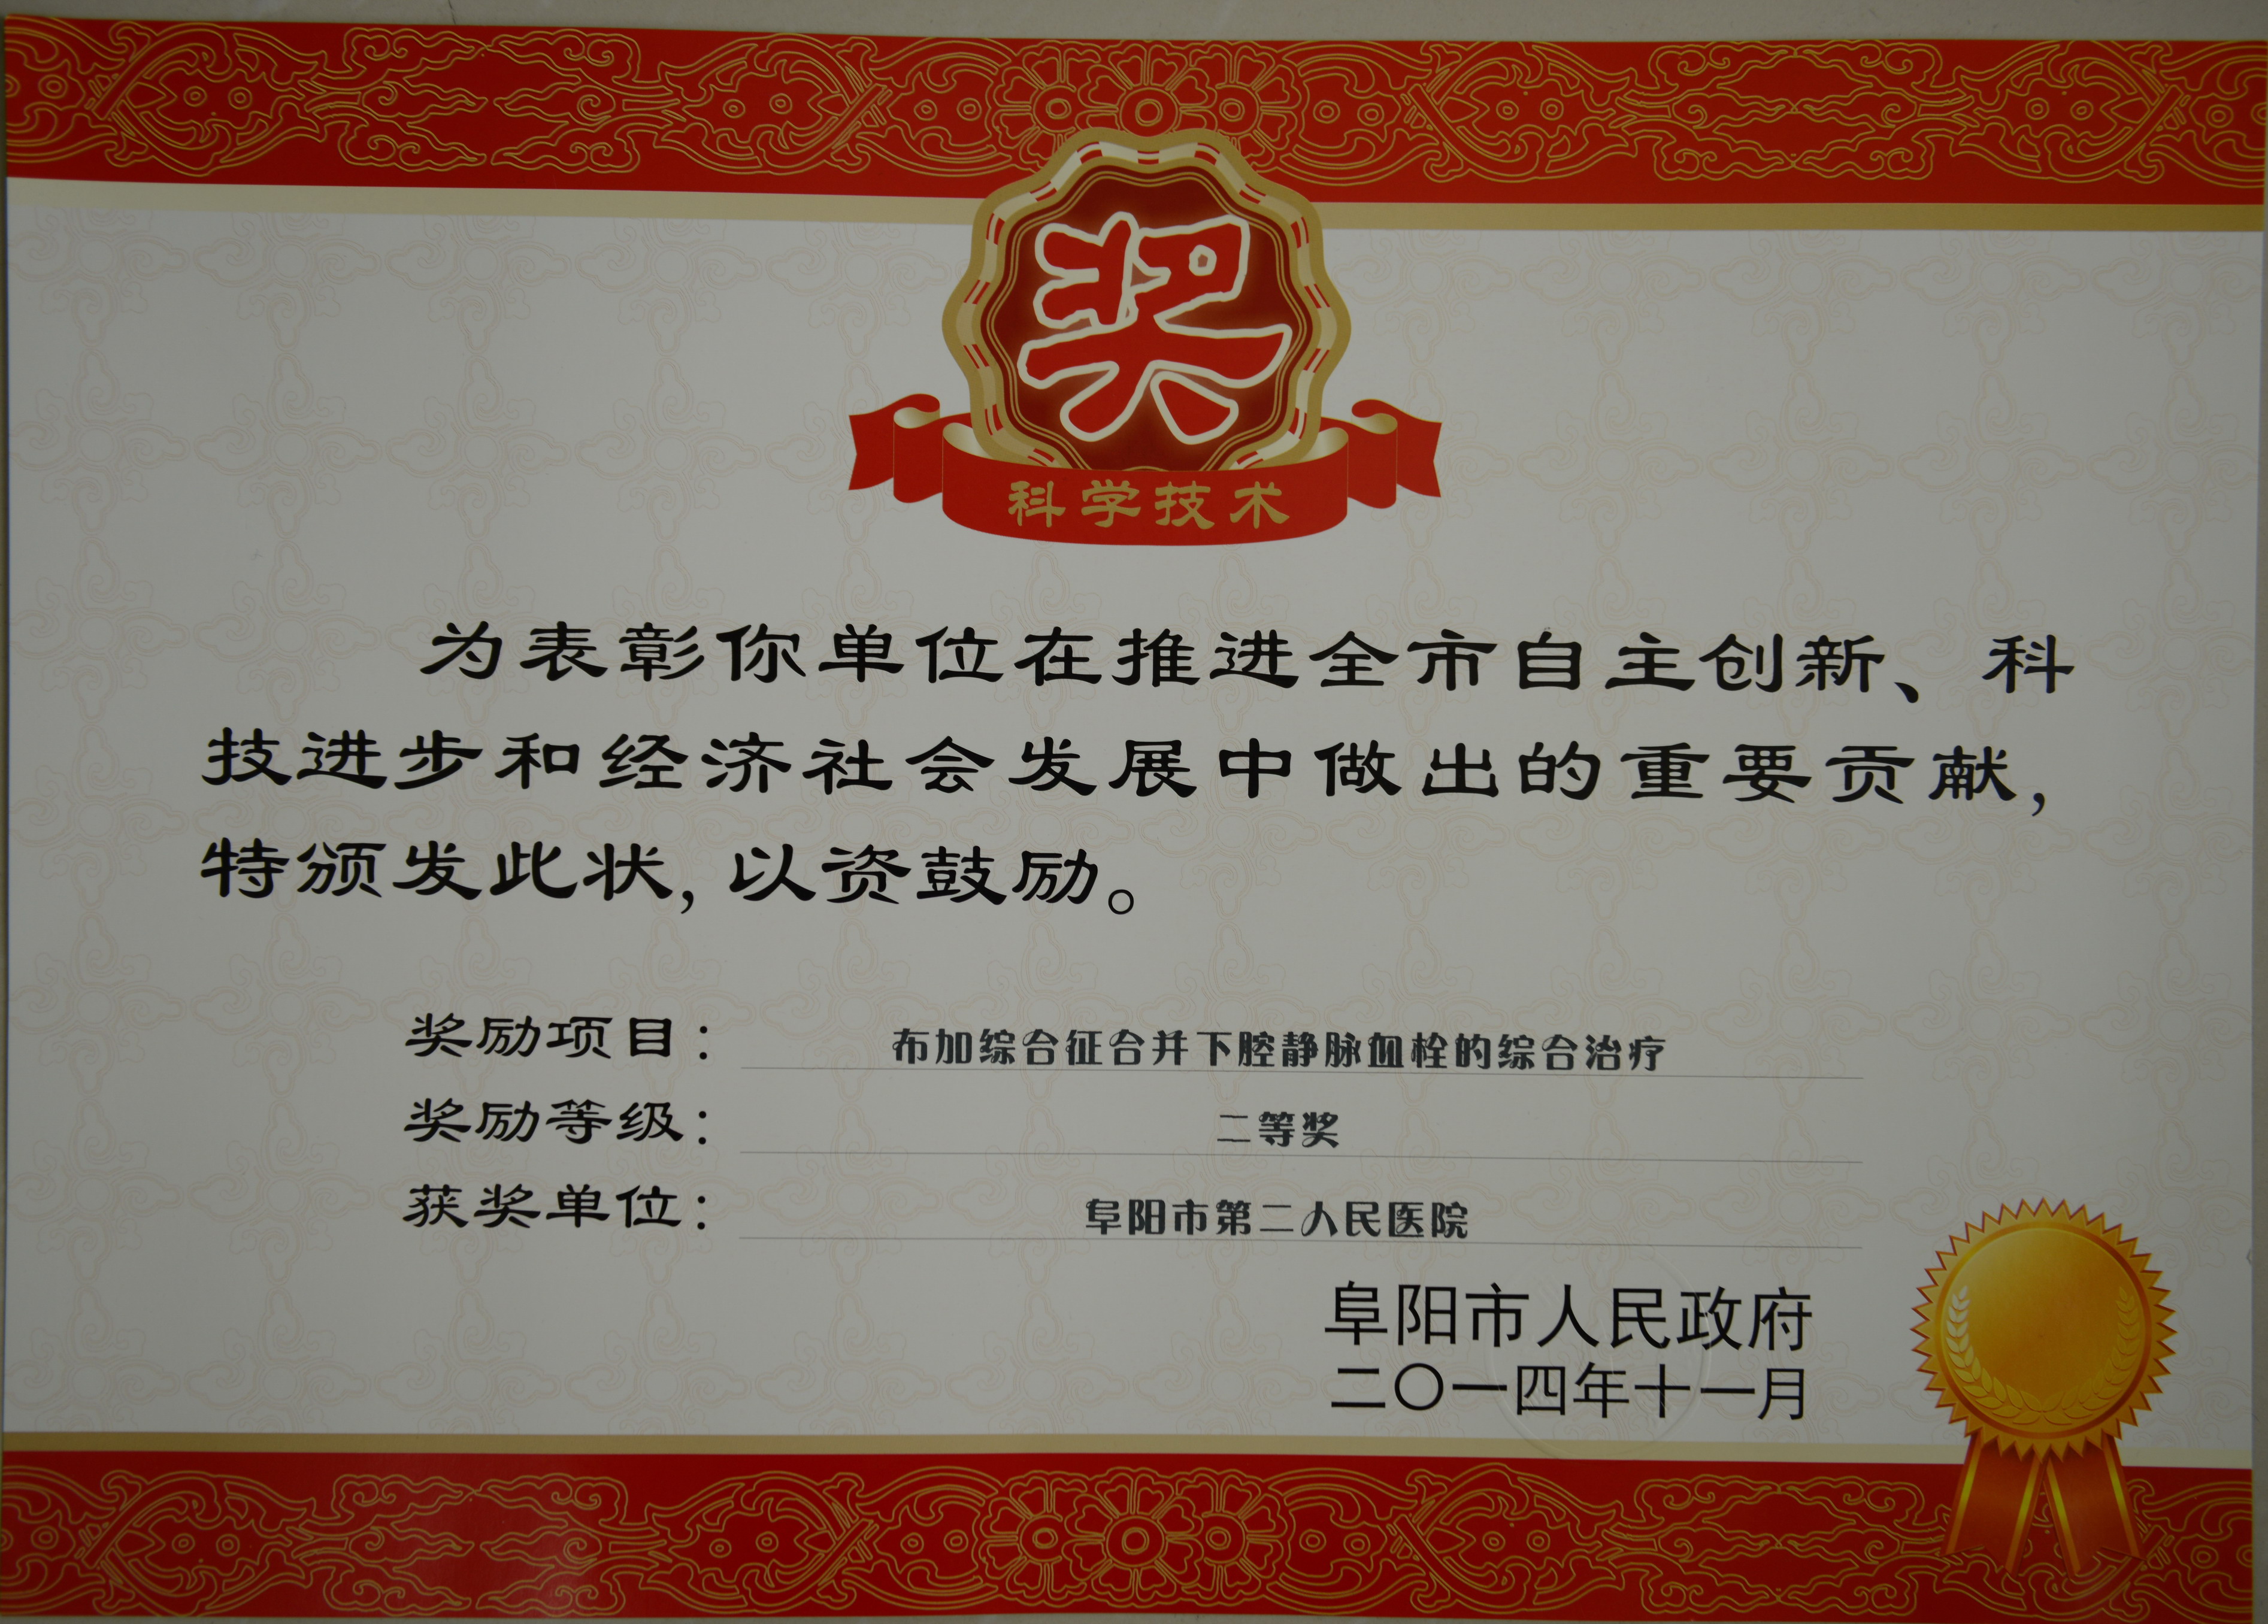 奖
科学技术
为表彰你单位在推进全市自主创新、科
技进步和经济社会发展中做出的重要贡献,
特颁发此状,以资鼓励。
奖励项目: 布加综合征合并下腔静脉血栓的综合治疗
奖励等级: 二等奖
获奖单位: 阜阳市第二人民医院
阜阳市人民政府
二〇一四年十一月